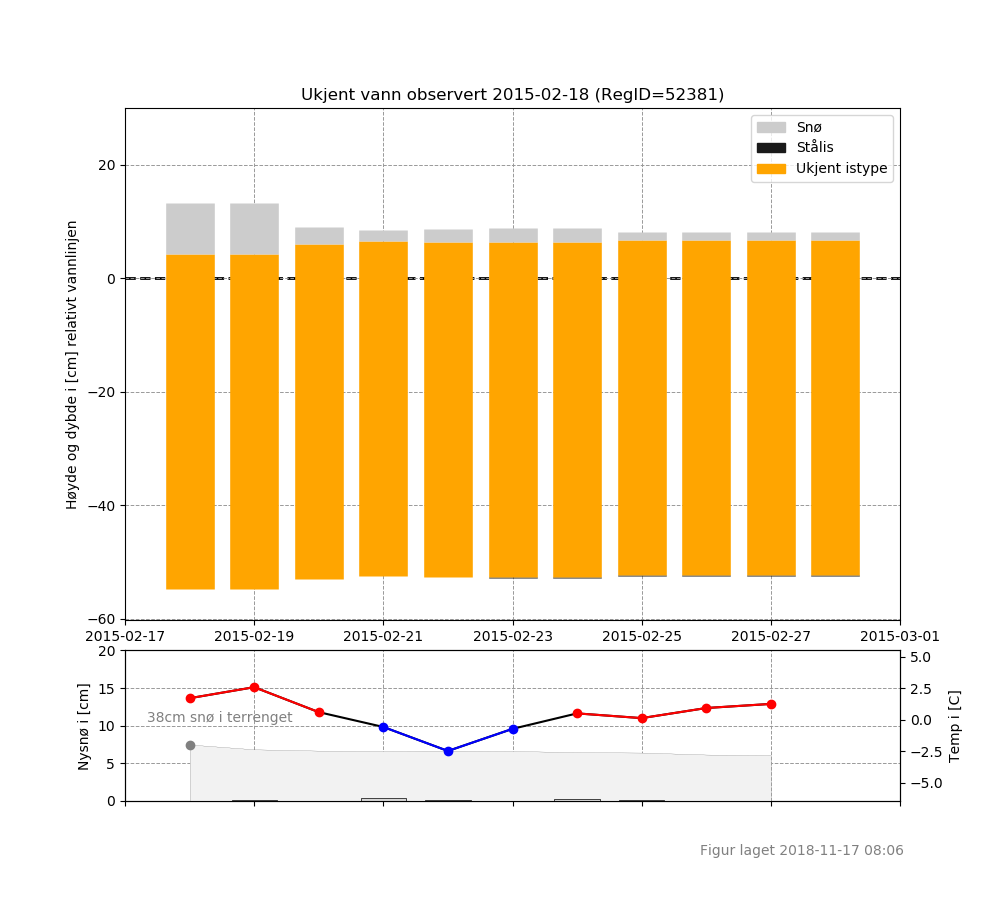 Ukjent vann observert 2015-02-18 (RegID=52381)
Snø
Stålis
Ukjent istype
20
0
−20
−40
−60
Høyde og dybde i [cm] relativt vannlinjen
2015-02-17 2015-02-19 2015-02-21 2015-02-23 2015-02-25 2015-02-27 2015-03-01
20
15
10
5
0
Nysnø i [cm]
38cm snø i terrenget
5.0
2.5
0.0
−2.5
−5.0
Temp i [C]
Figur laget 2018-11-17 08:06